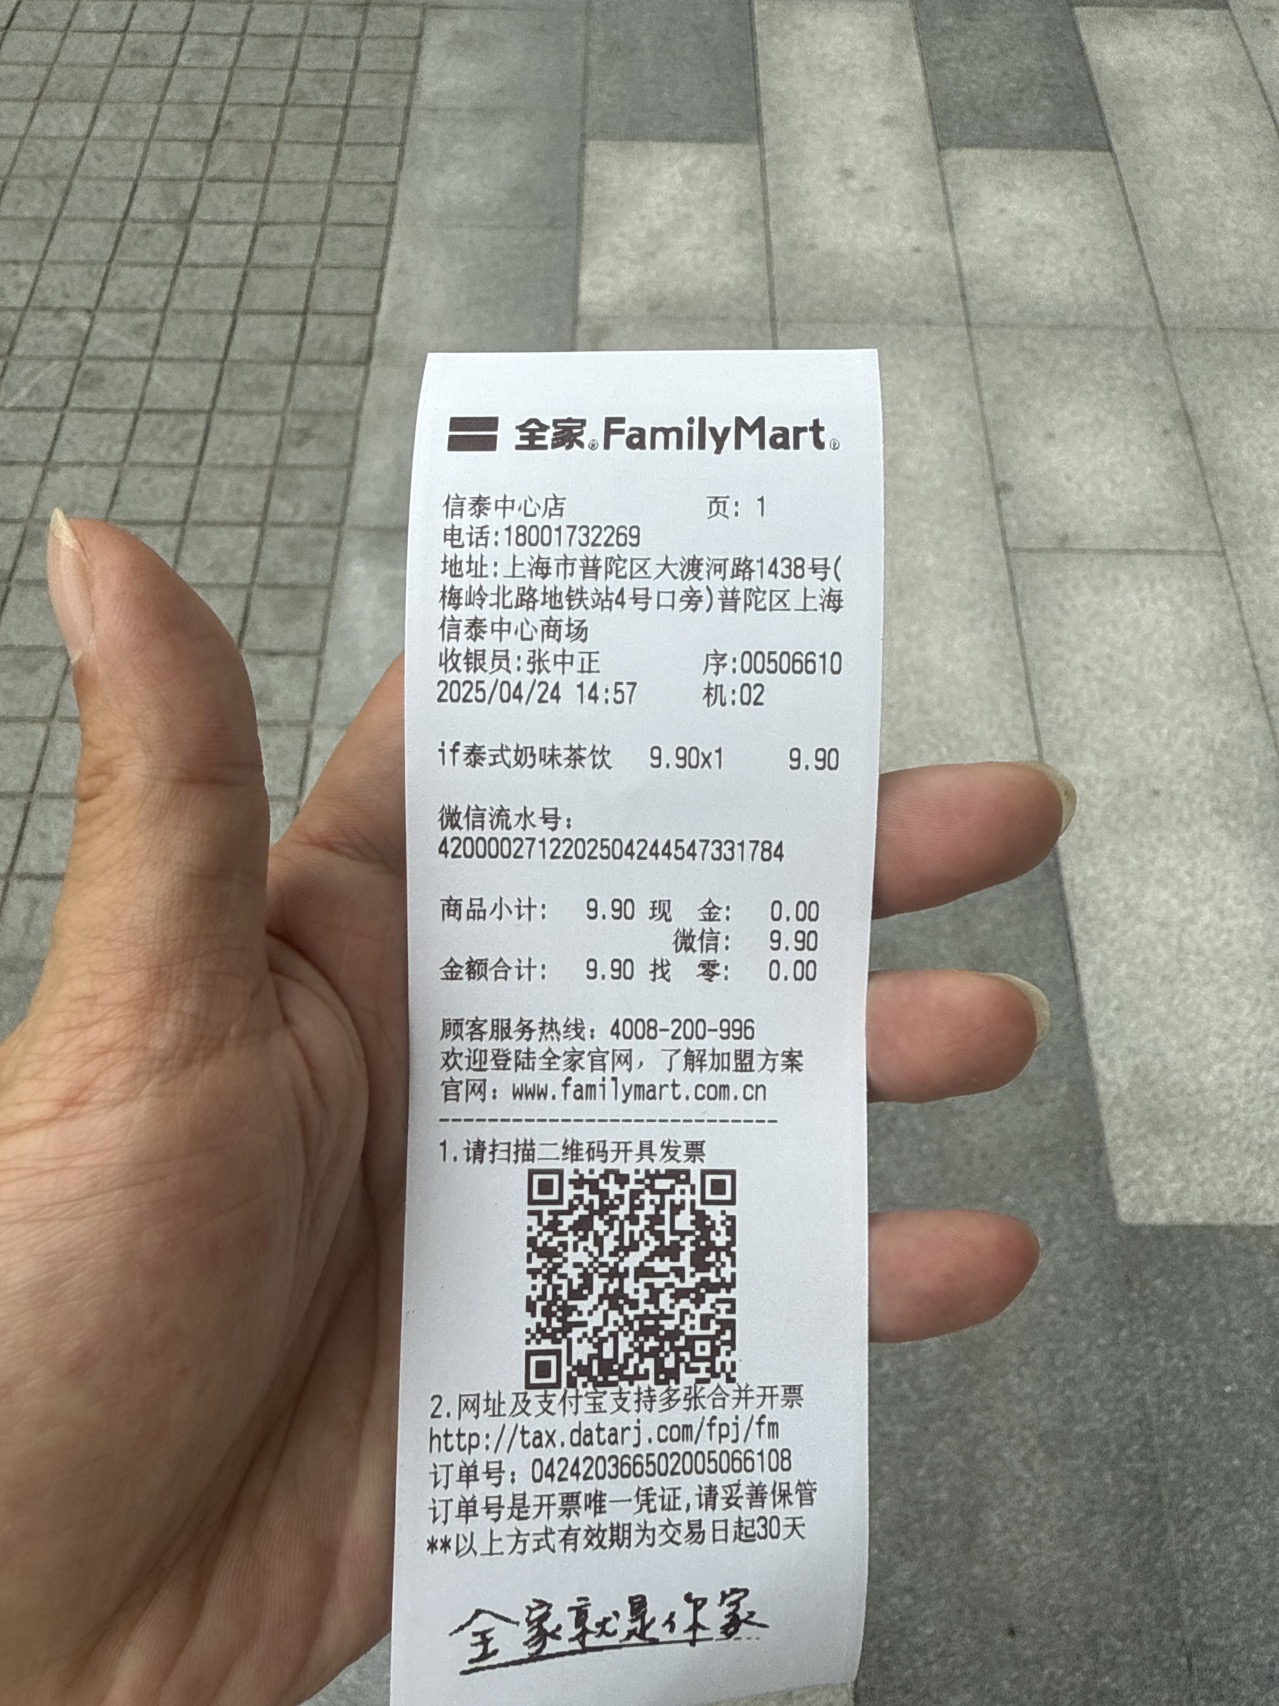 全家®FamilyMart®
信泰中心店 页: 1
电话:18001732269
地址:上海市普陀区大渡河路1438号(
梅岭北路地铁站4号口旁)普陀区上海
信泰中心商场
收银员:张中正 序:00506610
2025/04/24 14:57 机:02
if泰式奶味茶饮 9.90x1 9.90
微信流水号:
4200002712202504244547331784
商品小计: 9.90 现 金: 0.00
微信: 9.90
金额合计: 9.90 找 零: 0.00
顾客服务热线: 4008-200-996
欢迎登陆全家官网, 了解加盟方案
官网: www.familymart.com.cn
----------------------------
1.请扫描二维码开具发票
2.网址及支付宝支持多张合并开票
http://tax.datarj.com/fpj/fm
订单号: 042420366502005066108
订单号是开票唯一凭证,请妥善保管
**以上方式有效期为交易日起30天
全家就是你家